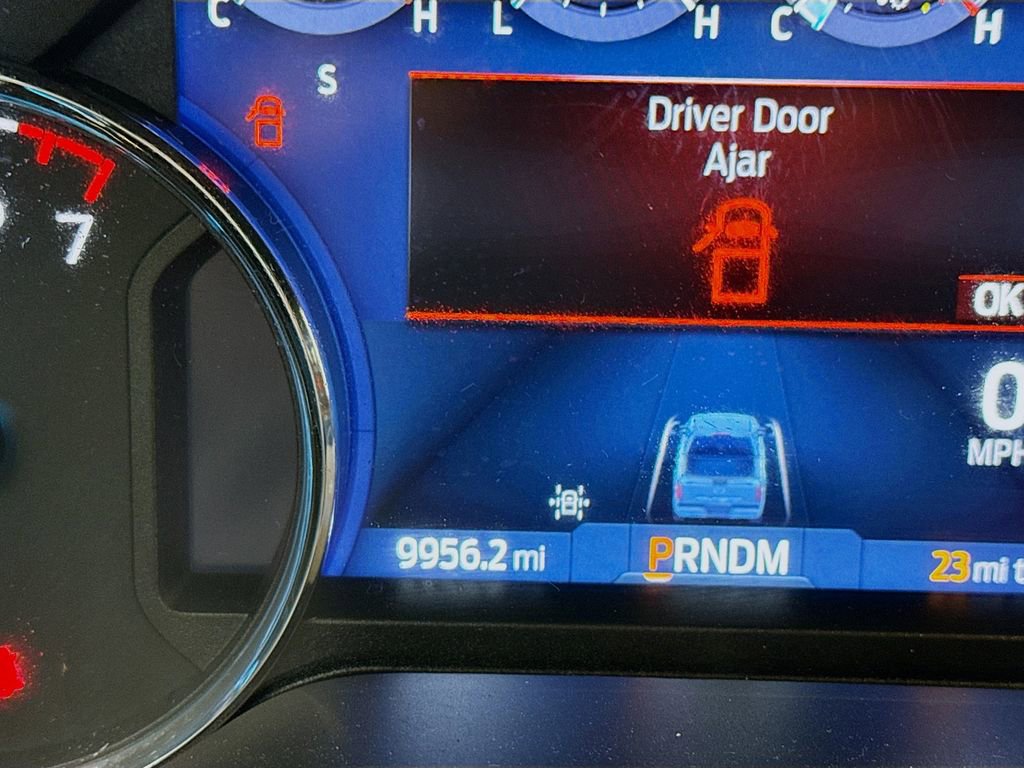 C H L H C H
S
Driver Door
Ajar
7
OK
0
MPH
9956.2 mi
PRNDM
23 mi t